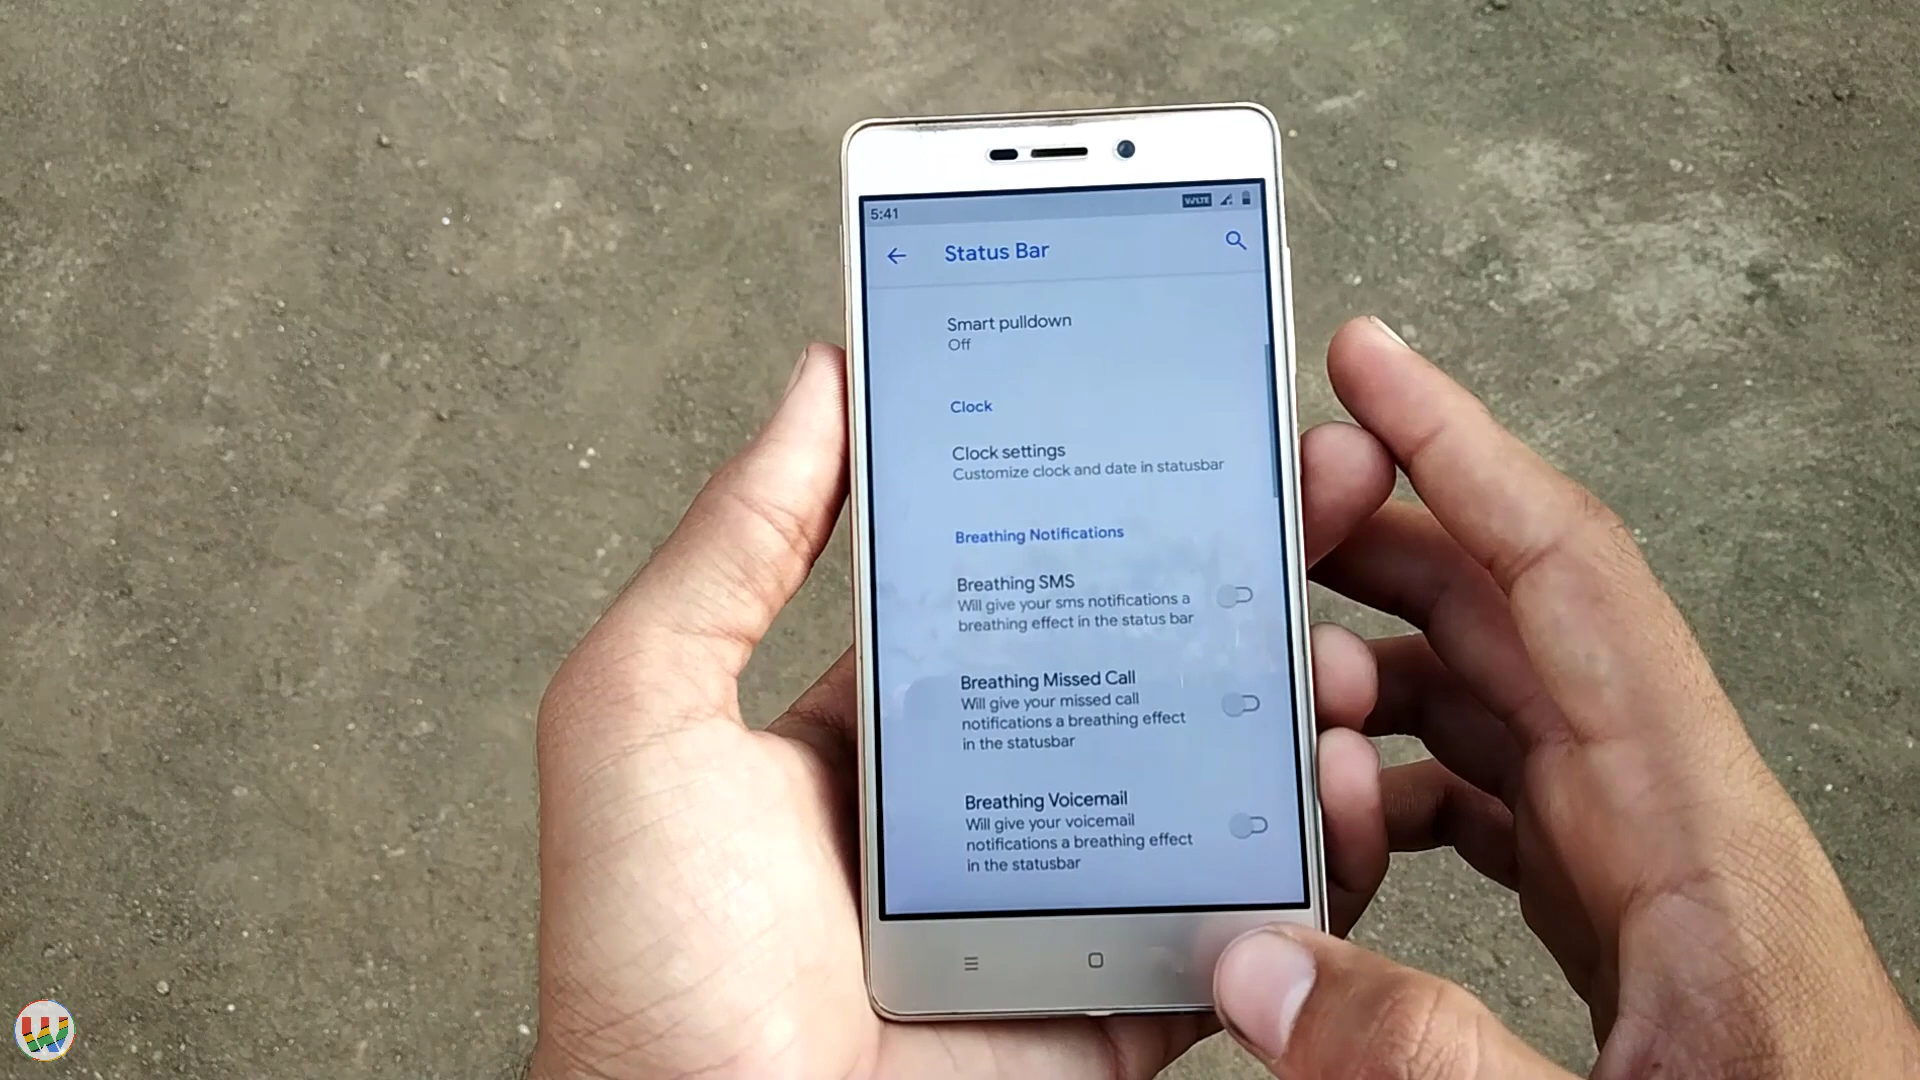 5:41
VoLTE
Status Bar
Smart pulldown
Off
Clock
Clock settings
Customize clock and date in statusbar
Breathing Notifications
Breathing SMS
Will give your sms notifications a
breathing effect in the status bar
Breathing Missed Call
Will give your missed call
notifications a breathing effect
in the statusbar
Breathing Voicemail
Will give your voicemail
notifications a breathing effect
in the statusbar
W